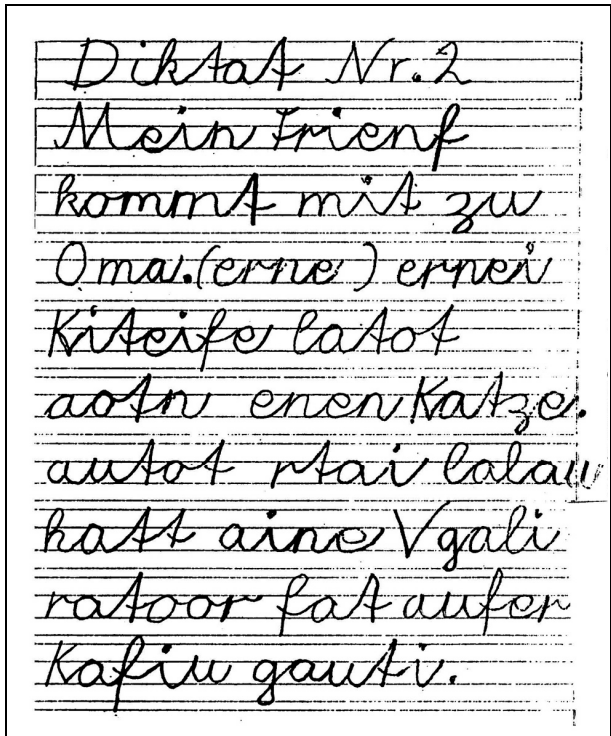 Diktat Nr. 2
Mein Frienf
kommt mit zu
Oma. (erne) ernei
Kiteife latot
aotn enen Katze.
autot rtai lalau
hatt aine Vgali
ratoor fat aufer
Kafiu gauti.